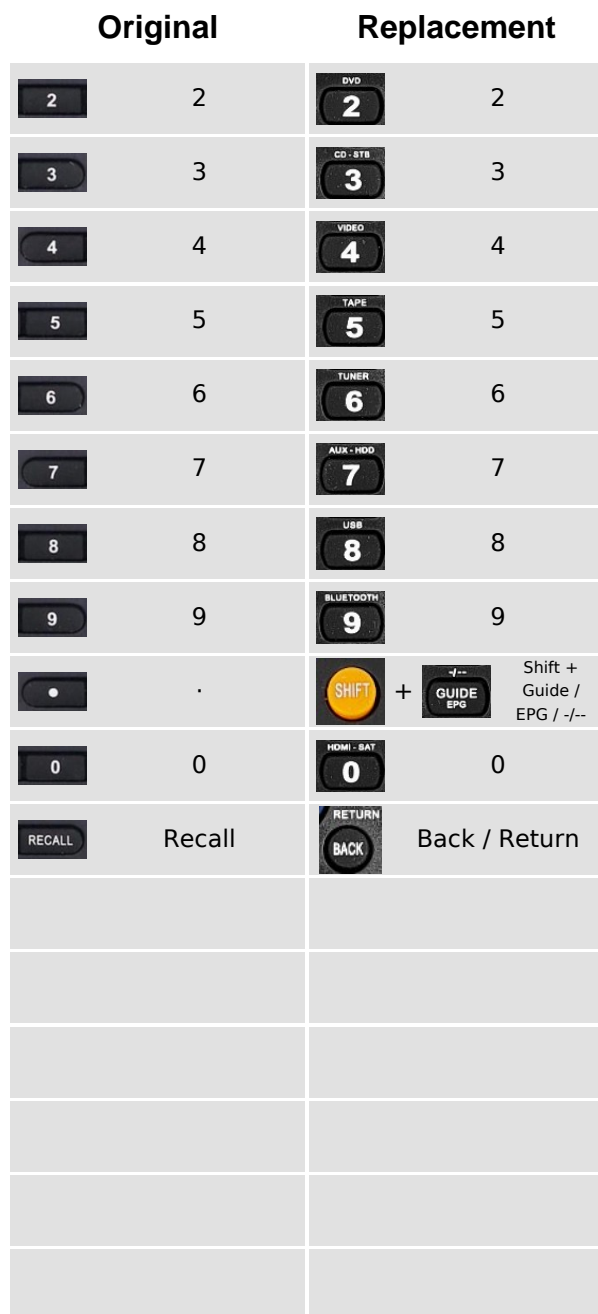 Original Replacement
2 2 DVD 2 2
3 3 CD - STB 3 3
4 4 VIDEO 4 4
5 5 TAPE 5 5
6 6 TUNER 6 6
7 7 AUX - HDD 7 7
8 8 USB 8 8
9 9 BLUETOOTH 9 9
● . SHIFT + -/-- GUIDE EPG Shift +
Guide /
EPG / -/--
0 0 HDMI - SAT 0 0
RECALL Recall RETURN BACK Back / Return